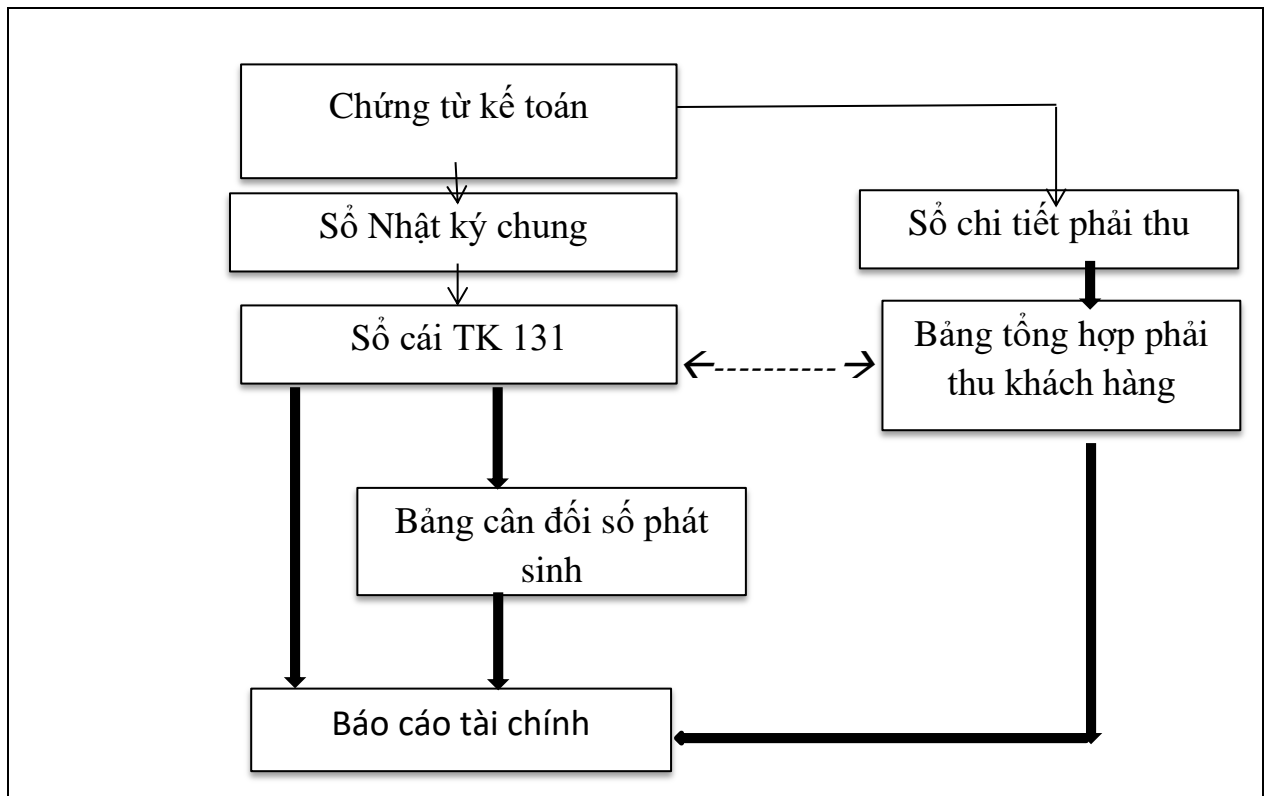 Chứng từ kế toán
Sổ Nhật ký chung
Sổ chi tiết phải thu
Sổ cái TK 131
Bảng tổng hợp phải
thu khách hàng
Bảng cân đối số phát
sinh
Báo cáo tài chính